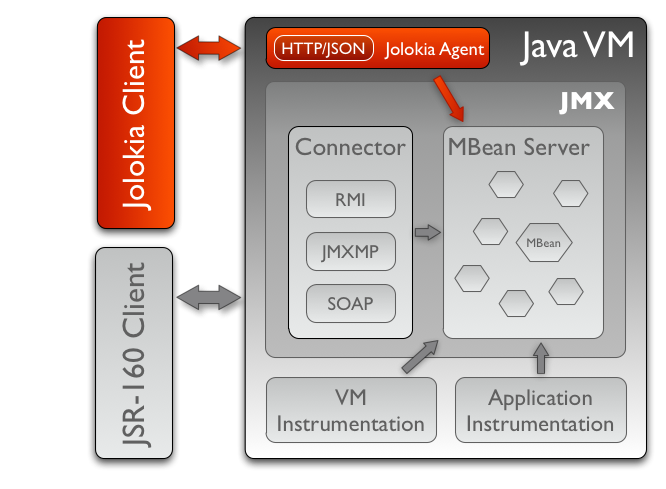 Jolokia Client
HTTP/JSON
Jolokia Agent
Java VM
JMX
Connector
RMI
JMXMP
SOAP
MBean Server
MBean
JSR-160 Client
VM
Instrumentation
Application
Instrumentation